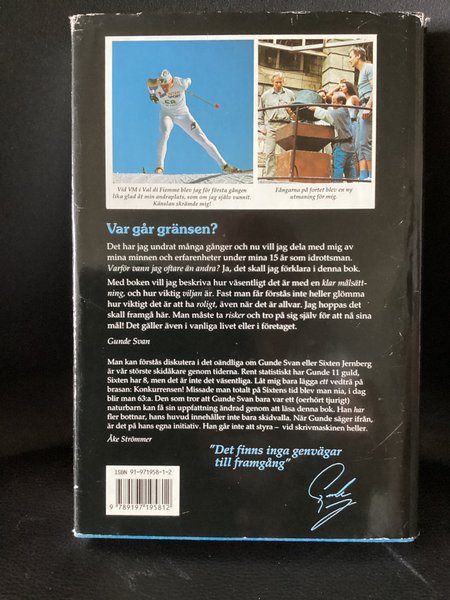 Vid VM i Val di Fiemme blev jag för första gången
lika glad åt min andraplats, som om jag själv vunnit.
Känslan skrämde mig!
Fångarna på fortet blev en ny
utmaning för mig.
Var går gränsen?
Det har jag undrat många gånger och nu vill jag dela med mig av
mina minnen och erfarenheter under mina 15 år som idrottsman.
Varför vann jag oftare än andra? Ja, det skall jag förklara i denna bok.
Med boken vill jag beskriva hur väsentligt det är med en klar målsätt-
ning, och hur viktig viljan är. Fast man får förstås inte heller glömma
hur viktigt det är att ha roligt, även när det är allvar. Jag hoppas det
skall framgå här. Man måste ta risker och tro på sig själv för att nå sina
mål! Det gäller även i vanliga livet eller i företaget.
Gunde Svan
Man kan förstås diskutera i det oändliga om Gunde Svan eller Sixten Jernberg
är vår störste skidåkare genom tiderna. Rent statistiskt har Gunde 11 guld,
Sixten har 8, men det är inte det väsentliga. Låt mig bara lägga ett vedträ på
brasan: Konkurrensen! Missade man totalt på Sixtens tid blev man nia, i dag
blir man 63:a. Den som tror att Gunde Svan bara var ett (oerhört tjurigt)
naturbarn kan få sin uppfattning ändrad genom att läsa denna bok. Han har
fler bottnar, hans huvud innehåller inte bara skidvalla. När Gunde säger ifrån,
är det på hans egna initiativ. Han går inte att styra – vid skrivmaskinen heller.
Åke Strömmer
"Det finns inga genvägar
till framgång"
Gunde
ISBN 91-971958-1-2
9 789197 195812